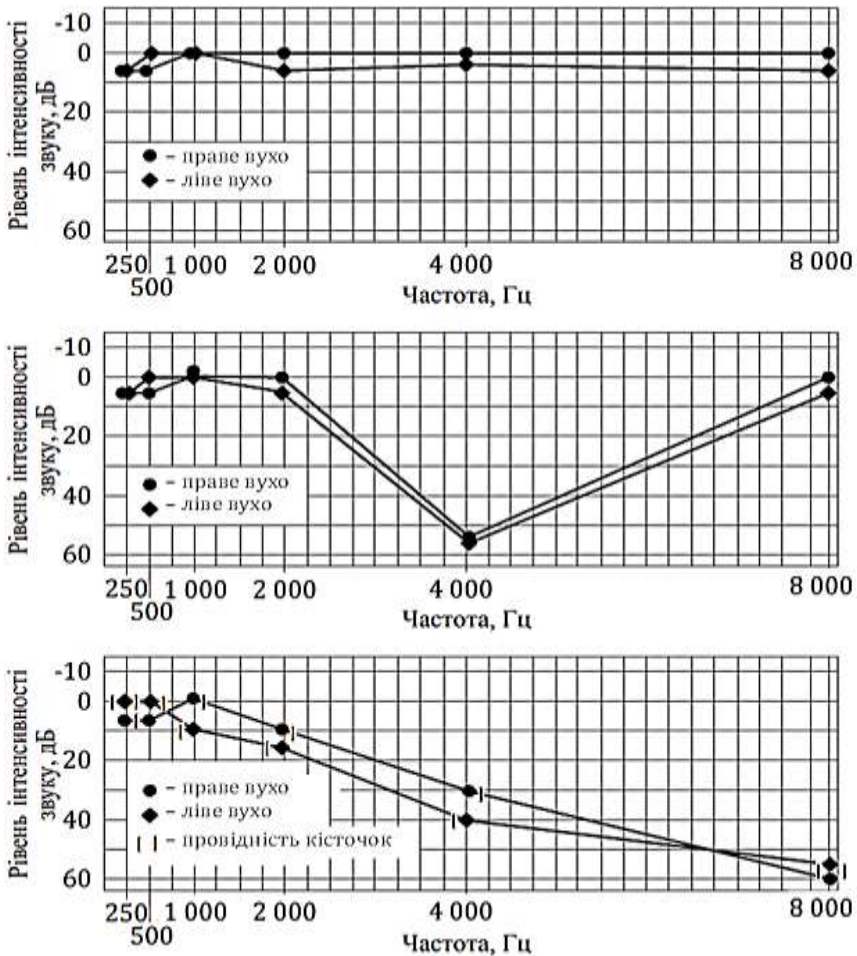 Рівень інтенсивності
звуку, дБ
-10
0
20
40
60
● – праве вухо
◆ – ліве вухо
250 1 000 2 000 4 000 8 000
500
Частота, Гц
Рівень інтенсивності
звуку, дБ
-10
0
20
40
60
● – праве вухо
◆ – ліве вухо
250 1 000 2 000 4 000 8 000
500
Частота, Гц
Рівень інтенсивності
звуку, дБ
-10
0
20
40
60
● – праве вухо
◆ – ліве вухо
[ ] – провідність кісточок
250 1 000 2 000 4 000 8 000
500
Частота, Гц